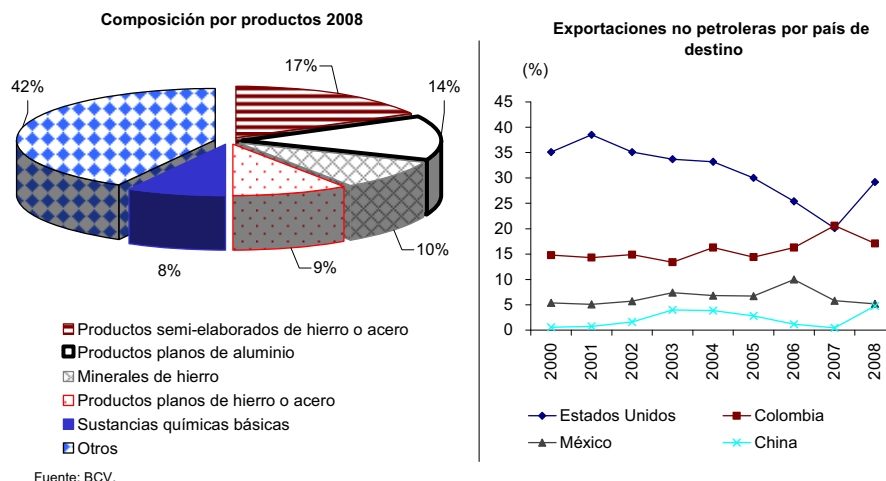 Composición por productos 2008
17%
42%
14%
10%
9%
8%
Productos semi-elaborados de hierro o acero
Productos planos de aluminio
Minerales de hierro
Productos planos de hierro o acero
Sustancias químicas básicas
Otros
Fuente: BCV.
Exportaciones no petroleras por país de
destino
(%)
45
40
35
30
25
20
15
10
5
0
2000 2001 2002 2003 2004 2005 2006 2007 2008
Estados Unidos Colombia
México China